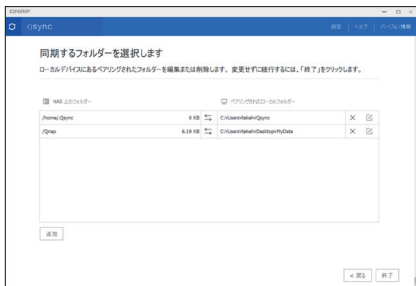 QNAP
Qsync
設定 | ヘルプ | バージョン情報
同期するフォルダーを選択します
ローカルデバイスにあるペアリングされたフォルダーを編集または削除します。変更せずに続行するには、「終了」をクリックします。
NAS 上のフォルダー
ペアリングされたローカルフォルダー
/home/.Qsync 0 KB C:\Users\takah\Qsync
/Qnap 6.19 KB C:\Users\takah\Desktop\MyData
追加
< 戻る
終了